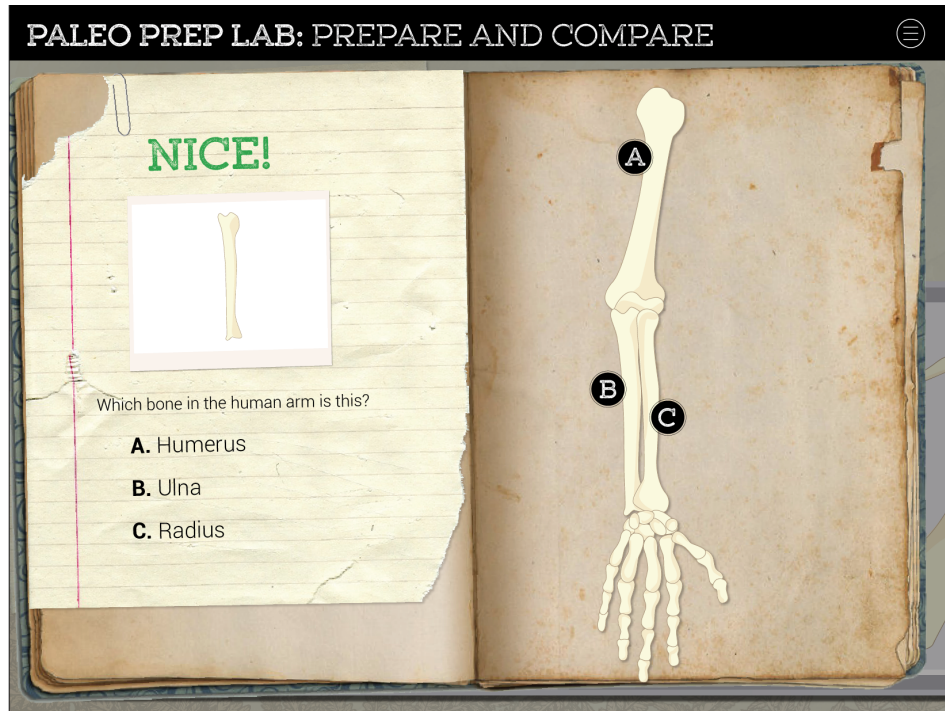 PALEO PREP LAB: PREPARE AND COMPARE
NICE!
Which bone in the human arm is this?
A. Humerus
B. Ulna
C. Radius
A
B
C